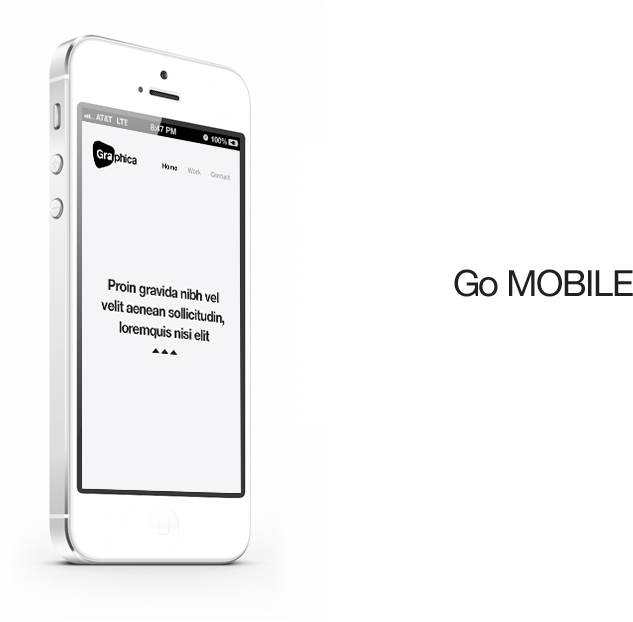 AT&T LTE 8:47 PM 100%
Graphica
Home Work Contact
Proin gravida nibh vel
velit aenean sollicitudin,
loremquis nisi elit
Go MOBILE